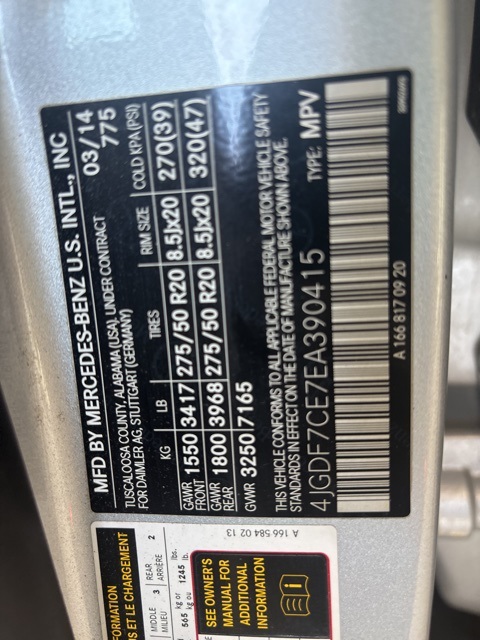 MFD BY MERCEDES-BENZ U.S. INTL., INC
TUSCALOOSA COUNTY, ALABAMA (USA), UNDER CONTRACT 03/14
FOR DAIMLER AG, STUTTGART (GERMANY) 775
KG LB TIRES RIM SIZE COLD KPA(PSI)
GAWR FRONT 1550 3417 275/50 R20 8.5Jx20 270(39)
GAWR REAR 1800 3968 275/50 R20 8.5Jx20 320(47)
GVWR 3250 7165
THIS VEHICLE CONFORMS TO ALL APPLICABLE FEDERAL MOTOR VEHICLE SAFETY
STANDARDS IN EFFECT ON THE DATE OF MANUFACTURE SHOWN ABOVE.
4JGDF7CE7EA390415 TYPE: MPV
A 166 817 09 20
FORMATION
S ET LE CHARGEMENT
MIDDLE 3 REAR 2
MILIEU ARRIÈRE
565 kg or 1245 lbs.
kg ou lb.
SEE OWNER'S
MANUAL FOR
ADDITIONAL
INFORMATION
A 166 584 02 13